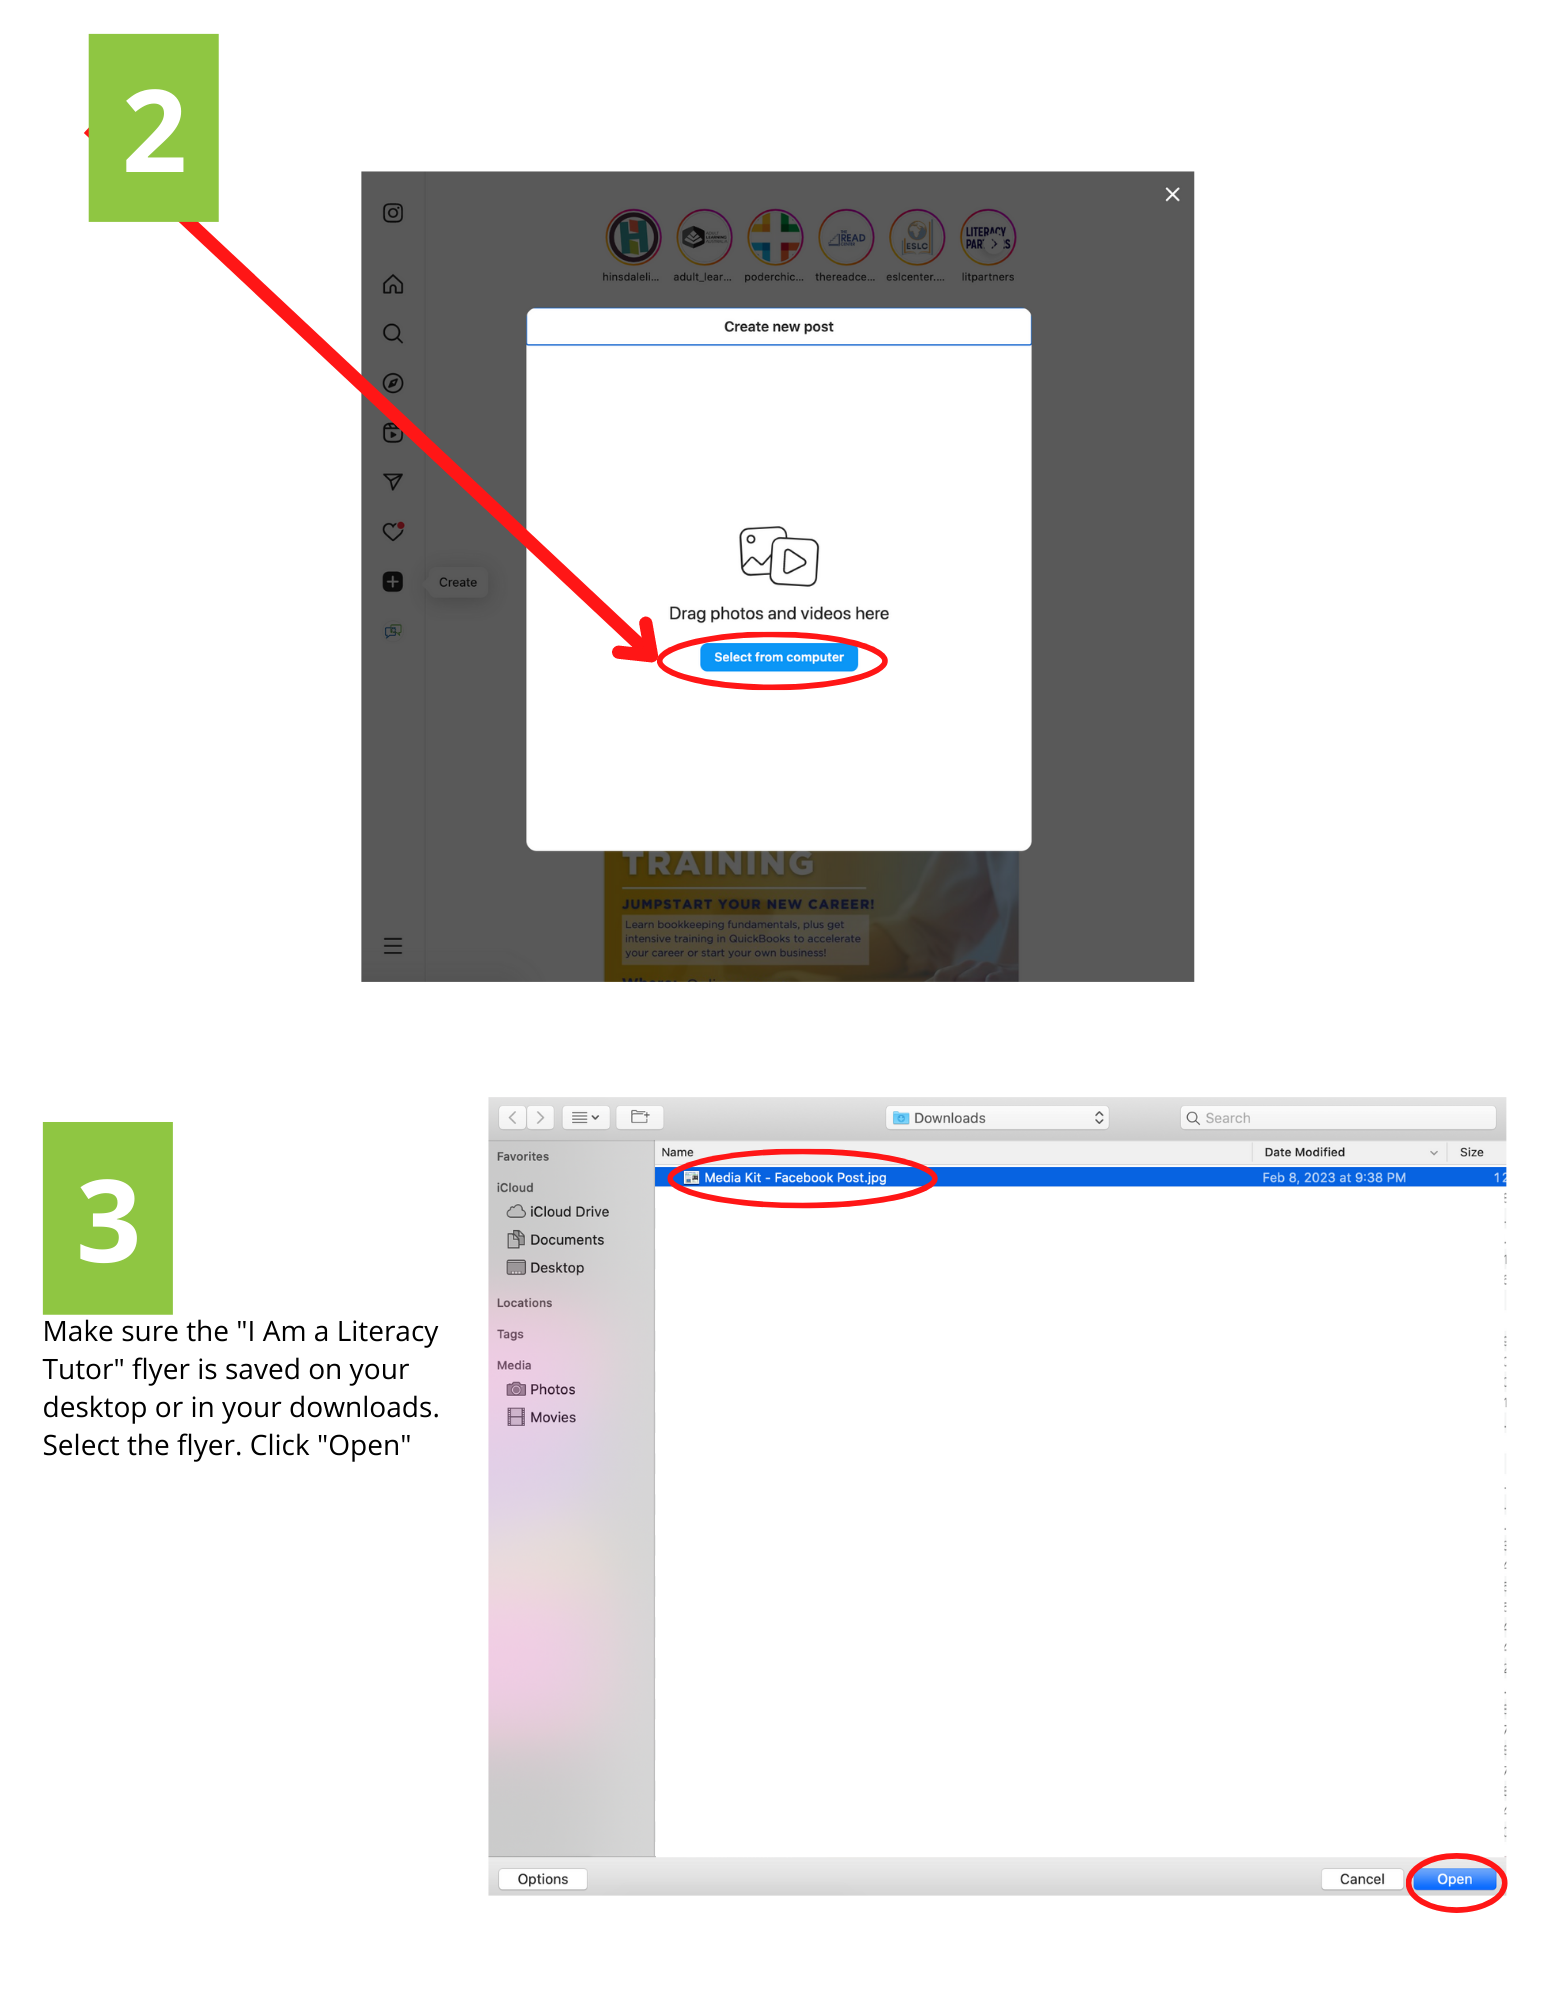 2
hinsdaleli...
adult_lear...
poderchic...
thereadce...
eslcenter....
litpartners
READ
ESLC
LITERACY
Create new post
Drag photos and videos here
Select from computer
Create
TRAINING
JUMPSTART YOUR NEW CAREER!
Learn bookkeeping fundamentals, plus get
intensive training in QuickBooks to accelerate
your career or start your own business!
3
Make sure the "I Am a Literacy
Tutor" flyer is saved on your
desktop or in your downloads.
Select the flyer. Click "Open"
Downloads
Search
Favorites
iCloud
iCloud Drive
Documents
Desktop
Locations
Tags
Media
Photos
Movies
Name
Date Modified
Size
Media Kit - Facebook Post.jpg
Feb 8, 2023 at 9:38 PM
12
Options
Cancel
Open